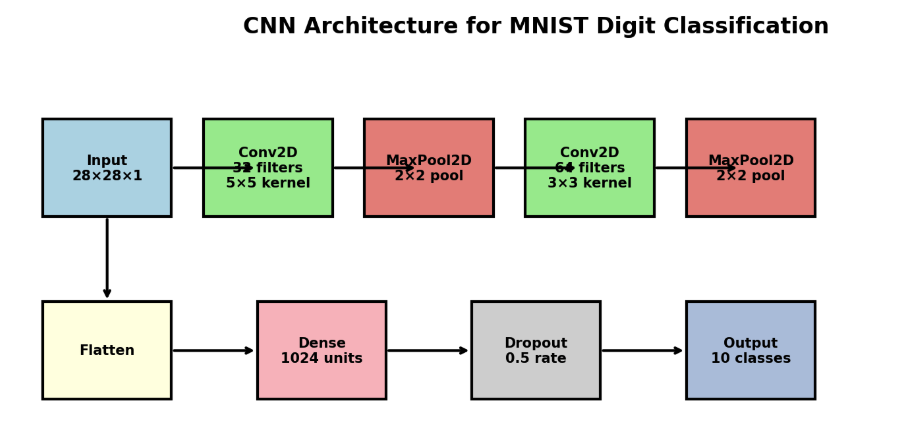 CNN Architecture for MNIST Digit Classification
Input
28×28×1
Conv2D
32 filters
5×5 kernel
MaxPool2D
2×2 pool
Conv2D
64 filters
3×3 kernel
MaxPool2D
2×2 pool
Flatten
Dense
1024 units
Dropout
0.5 rate
Output
10 classes